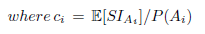 where c_i = 𝔼[SI_{A_i}]/P(A_i)